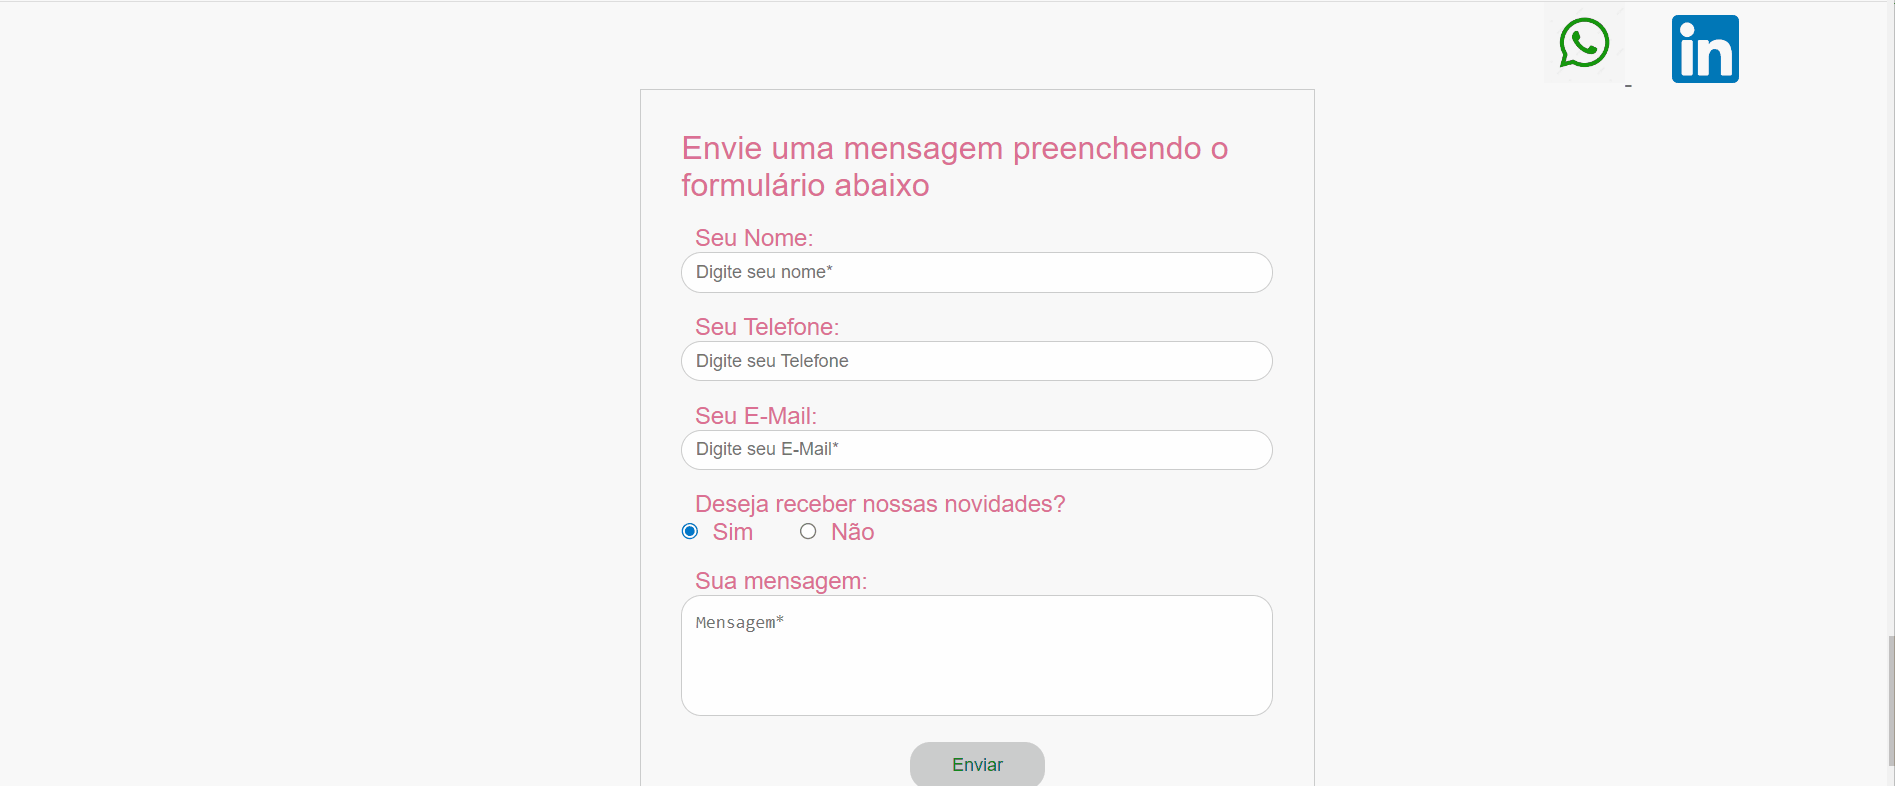 in
Envie uma mensagem preenchendo o
formulário abaixo
Seu Nome:
Digite seu nome*
Seu Telefone:
Digite seu Telefone
Seu E-Mail:
Digite seu E-Mail*
Deseja receber nossas novidades?
Sim Não
Sua mensagem:
Mensagem*
Enviar